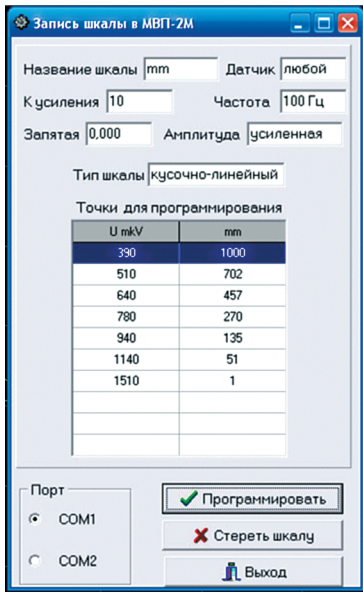 Запись шкалы в МВП-2М
Название шкалы mm Датчик любой
К усиления 10 Частота 100 Гц
Запятая 0,000 Амплитуда усиленная
Тип шкалы кусочно-линейный
Точки для программирования
U mkV mm
390 1000
510 702
640 457
780 270
940 135
1140 51
1510 1
Порт
COM1
COM2
Программировать
Стереть шкалу
Выход